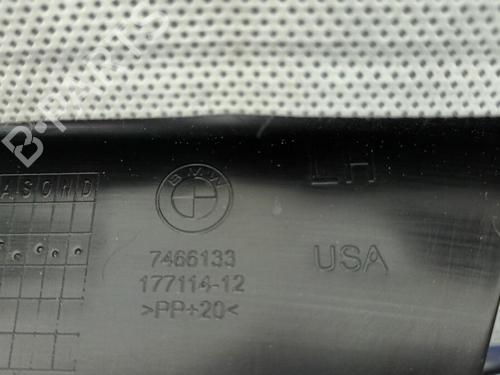 B-PARTS
LH
A S O N D
BMW
7466133
USA
177114-12
>PP+20<